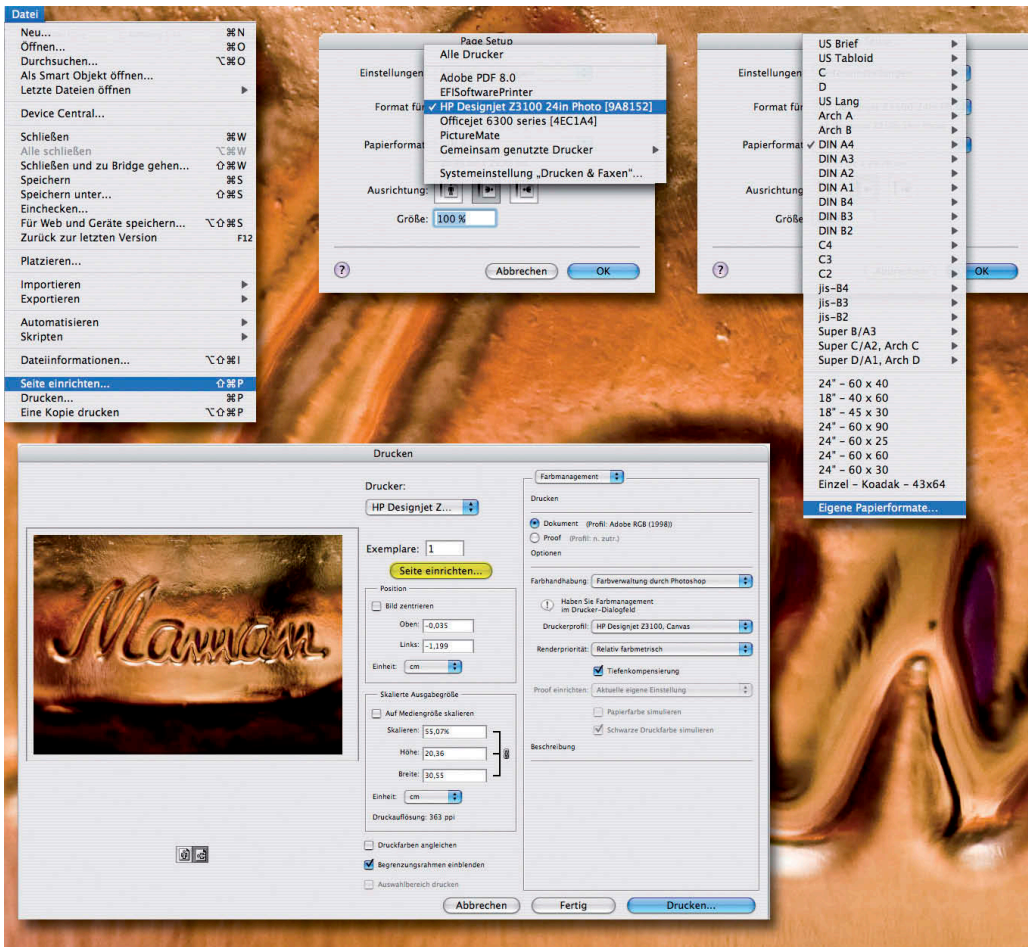 Datei
Neu... ⌘N
Öffnen... ⌘O
Durchsuchen... ⌥⌘O
Als Smart Objekt öffnen...
Letzte Dateien öffnen
Device Central...
Schließen ⌘W
Alle schließen ⌥⌘W
Schließen und zu Bridge gehen... ⇧⌘W
Speichern ⌘S
Speichern unter... ⇧⌘S
Einchecken...
Für Web und Geräte speichern... ⌥⇧⌘S
Zurück zur letzten Version F12
Platzieren...
Importieren
Exportieren
Automatisieren
Skripten
Dateiinformationen... ⌥⇧⌘I
Seite einrichten... ⇧⌘P
Drucken... ⌘P
Eine Kopie drucken ⌥⇧⌘P
Page Setup
Einstellungen
Alle Drucker
Adobe PDF 8.0
EFISoftwarePrinter
Format für ✓ HP Designjet Z3100 24in Photo [9A8152]
Officejet 6300 series [4EC1A4]
PictureMate
Papierformat
Gemeinsam genutzte Drucker
Systemeinstellung „Drucken & Faxen"...
Ausrichtung
Größe: 100 %
? Abbrechen OK
Einstellungen
Format für
Papierformat
Ausrichtung
Größe
? OK
US Brief
US Tabloid
C
D
US Lang
Arch A
Arch B
✓ DIN A4
DIN A3
DIN A2
DIN A1
DIN B4
DIN B3
DIN B2
C4
C3
C2
jis-B4
jis-B3
jis-B2
Super B/A3
Super C/A2, Arch C
Super D/A1, Arch D
24" - 60 x 40
18" - 40 x 60
18" - 45 x 30
24" - 60 x 90
24" - 60 x 25
24" - 60 x 60
24" - 60 x 30
Einzel - Koadak - 43x64
Eigene Papierformate...
Drucken
Mamian
Drucker:
HP Designjet Z...
Exemplare: 1
Seite einrichten...
Position
Bild zentrieren
Oben: -0,035
Links: -1,199
Einheit: cm
Skalierte Ausgabegröße
Auf Mediengröße skalieren
Skalieren: 55,07%
Höhe: 20,36
Breite: 30,55
Einheit: cm
Druckauflösung: 363 ppi
Druckfarben angleichen
Begrenzungsrahmen einblenden
Auswahlbereich drucken
Farbmanagement
Drucken
Dokument (Profil: Adobe RGB (1998))
Proof (Profil: n. zutr.)
Optionen
Farbhandhabung: Farbverwaltung durch Photoshop
Haben Sie Farbmanagement
im Drucker-Dialogfeld
Druckerprofil: HP Designjet Z3100, Canvas
Renderpriorität: Relativ farbmetrisch
Tiefenkompensierung
Proof einrichten: Aktuelle eigene Einstellung
Papierfarbe simulieren
Schwarze Druckfarbe simulieren
Beschreibung
Abbrechen Fertig Drucken...